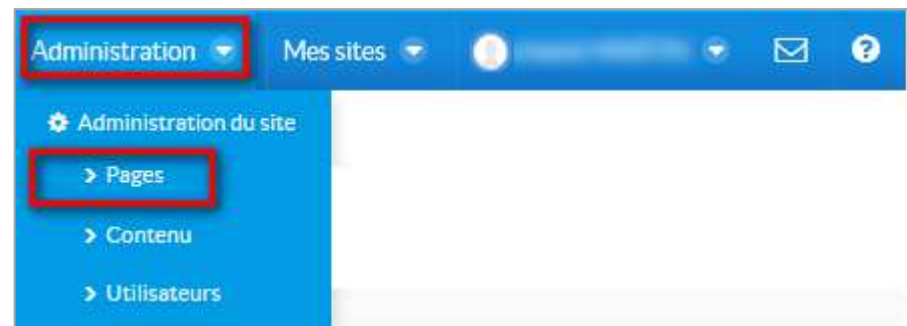 Administration Mes sites
Administration du site
Pages
Contenu
Utilisateurs